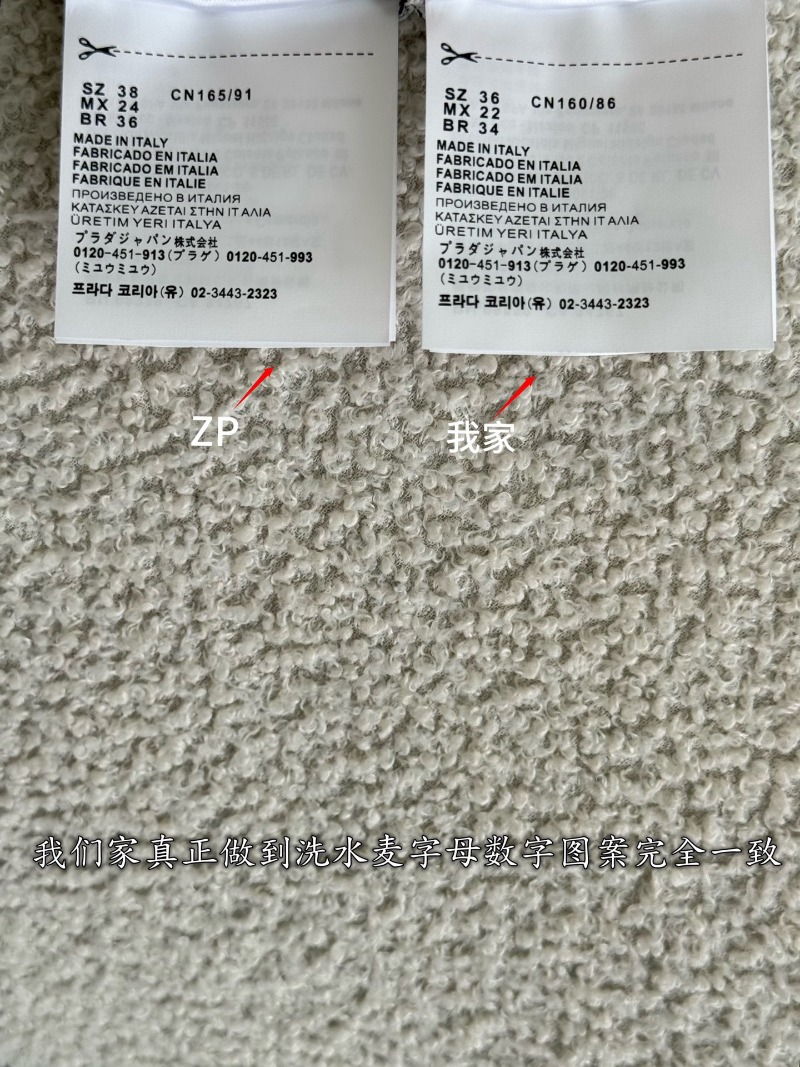 SZ 38 CN165/91
MX 24
BR 36
MADE IN ITALY
FABRICADO EN ITALIA
FABRICADO EM ITALIA
FABRIQUE EN ITALIE
ПРОИЗВЕДЕНО В ИТАЛИЯ
ΚΑΤΑΣΚΕΥ ΑΖΕΤΑΙ ΣΤΗΝ ΙΤ ΑΛΙΑ
ÜRETIM YERI ITALYA
プラダジャパン株式会社
0120-451-913(プラゲ) 0120-451-993
(ミユウミユウ)
프라다 코리아(유) 02-3443-2323
SZ 36 CN160/86
MX 22
BR 34
MADE IN ITALY
FABRICADO EN ITALIA
FABRICADO EM ITALIA
FABRIQUE EN ITALIE
ПРОИЗВЕДЕНО В ИТАЛИЯ
ΚΑΤΑΣΚΕΥ ΑΖΕΤΑΙ ΣΤΗΝ ΙΤ ΑΛΙΑ
ÜRETIM YERI ITALYA
プラダジャパン株式会社
0120-451-913(プラゲ) 0120-451-993
(ミユウミユウ)
프라다 코리아(유) 02-3443-2323
ZP
我家
我们家真正做到洗水麦字母数字图案完全一致